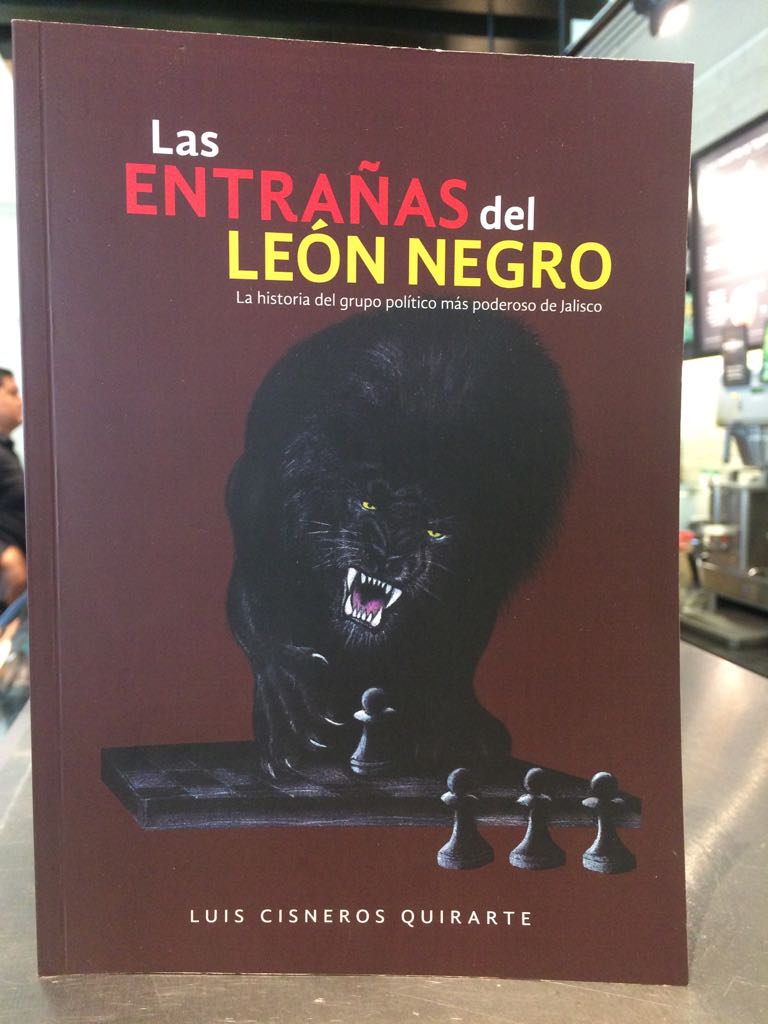 Las
ENTRAÑAS del
LEÓN NEGRO
La historia del grupo político más poderoso de Jalisco
LUIS CISNEROS QUIRARTE